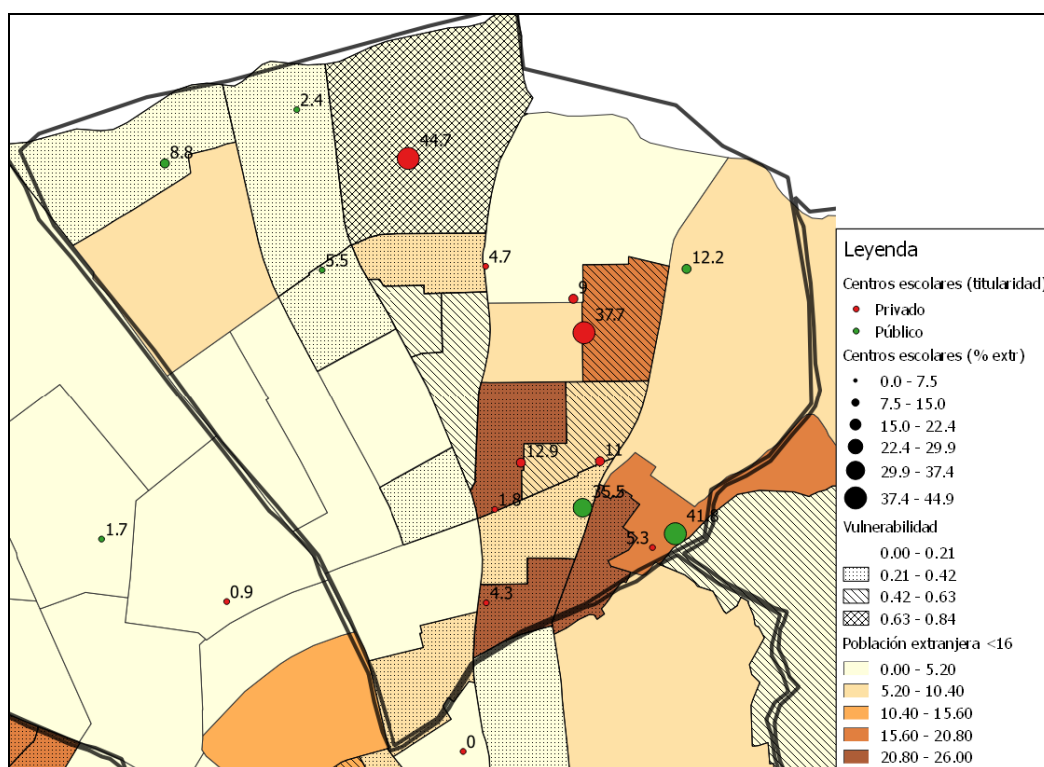 2.4
44.7
8.8
5.5
4.7
12.2
9
37.7
12.9
11
1.8
35.5
41.8
5.3
1.7
0.9
4.3
0
Leyenda
Centros escolares (titularidad)
Privado
Público
Centros escolares (% extr)
0.0 - 7.5
7.5 - 15.0
15.0 - 22.4
22.4 - 29.9
29.9 - 37.4
37.4 - 44.9
Vulnerabilidad
0.00 - 0.21
0.21 - 0.42
0.42 - 0.63
0.63 - 0.84
Población extranjera <16
0.00 - 5.20
5.20 - 10.40
10.40 - 15.60
15.60 - 20.80
20.80 - 26.00